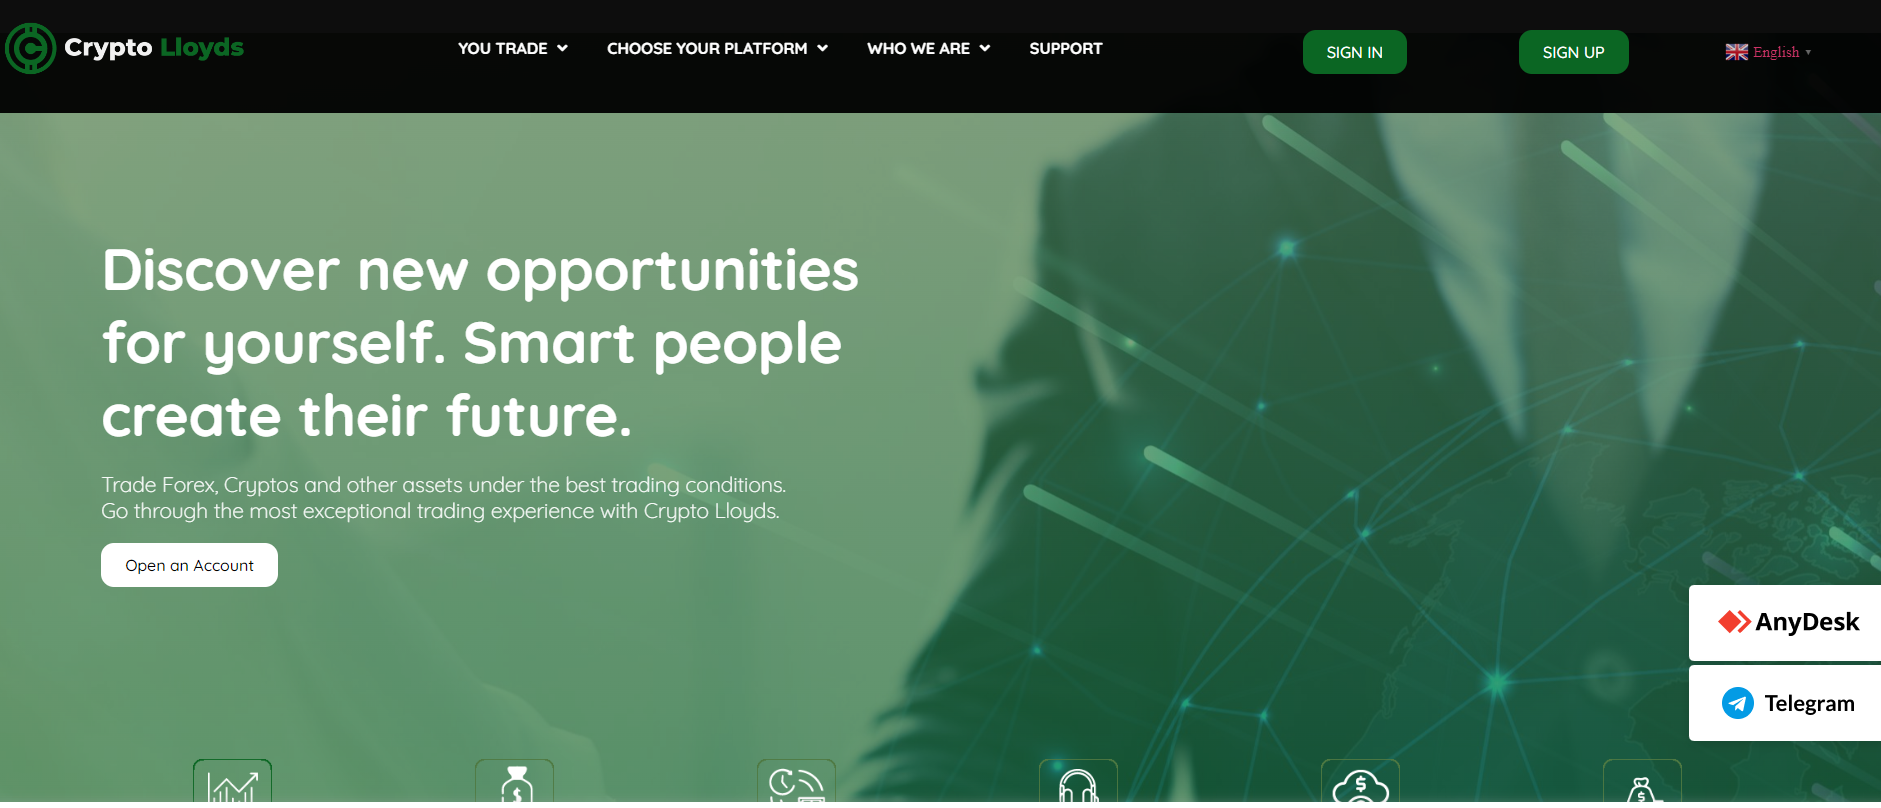 Crypto Lloyds
YOU TRADE
CHOOSE YOUR PLATFORM
WHO WE ARE
SUPPORT
SIGN IN
SIGN UP
English
Discover new opportunities
for yourself. Smart people
create their future.
Trade Forex, Cryptos and other assets under the best trading conditions.
Go through the most exceptional trading experience with Crypto Lloyds.
Open an Account
AnyDesk
Telegram